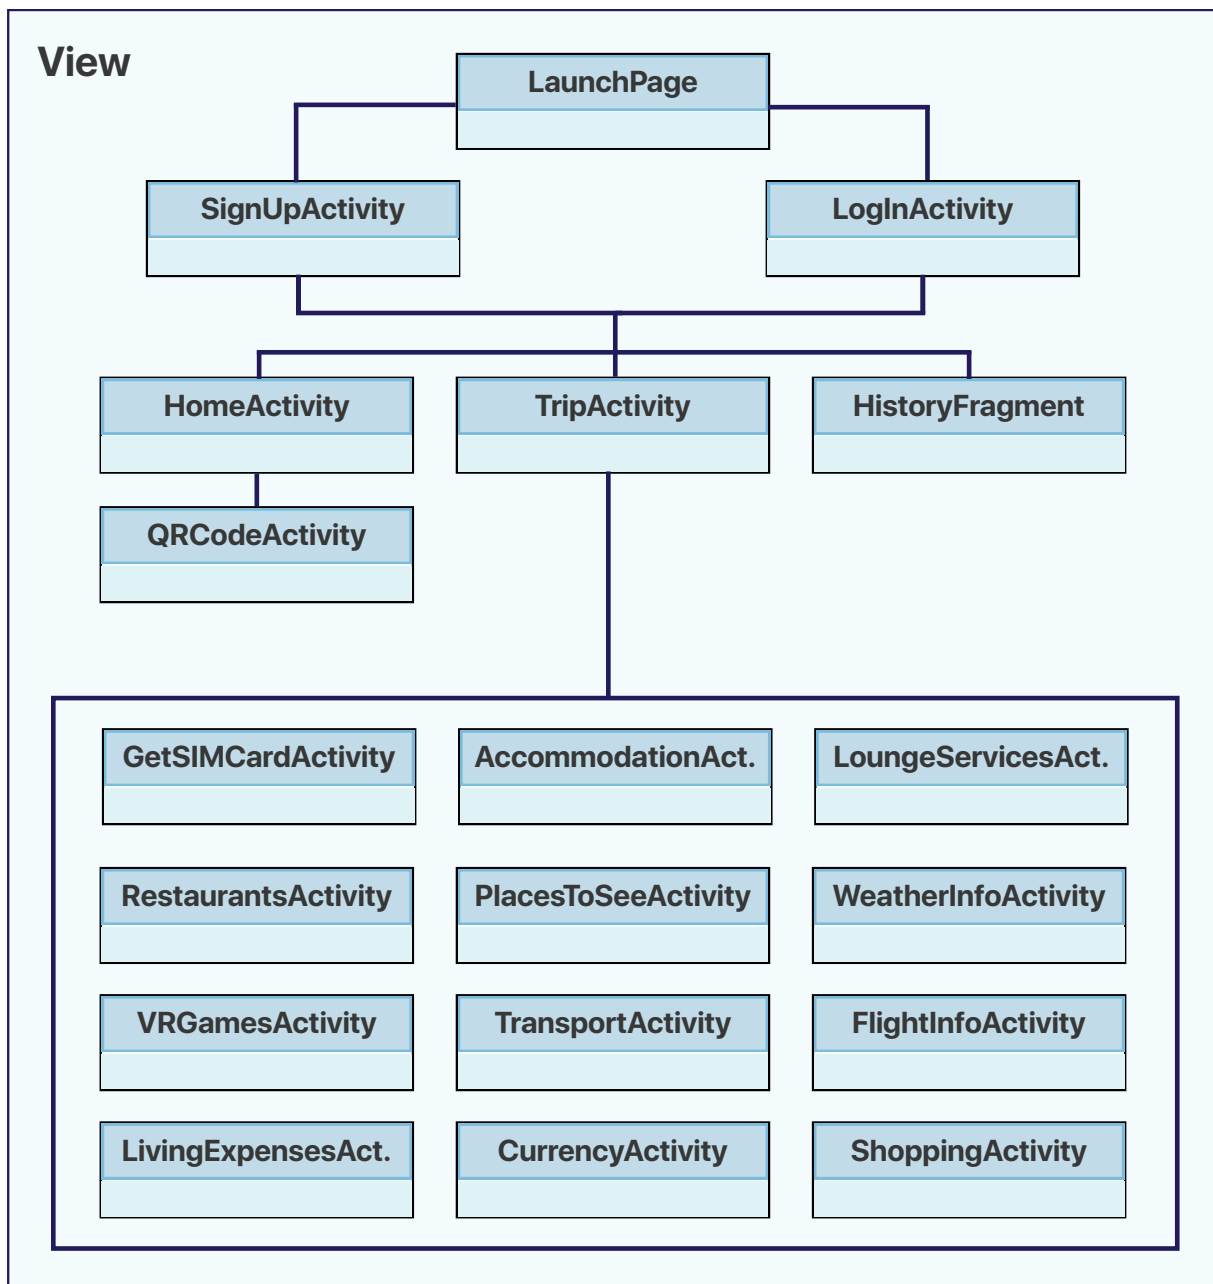 View
LaunchPage
SignUpActivity
LogInActivity
HomeActivity
TripActivity
HistoryFragment
QRCodeActivity
GetSIMCardActivity
AccommodationAct.
LoungeServicesAct.
RestaurantsActivity
PlacesToSeeActivity
WeatherInfoActivity
VRGamesActivity
TransportActivity
FlightInfoActivity
LivingExpensesAct.
CurrencyActivity
ShoppingActivity